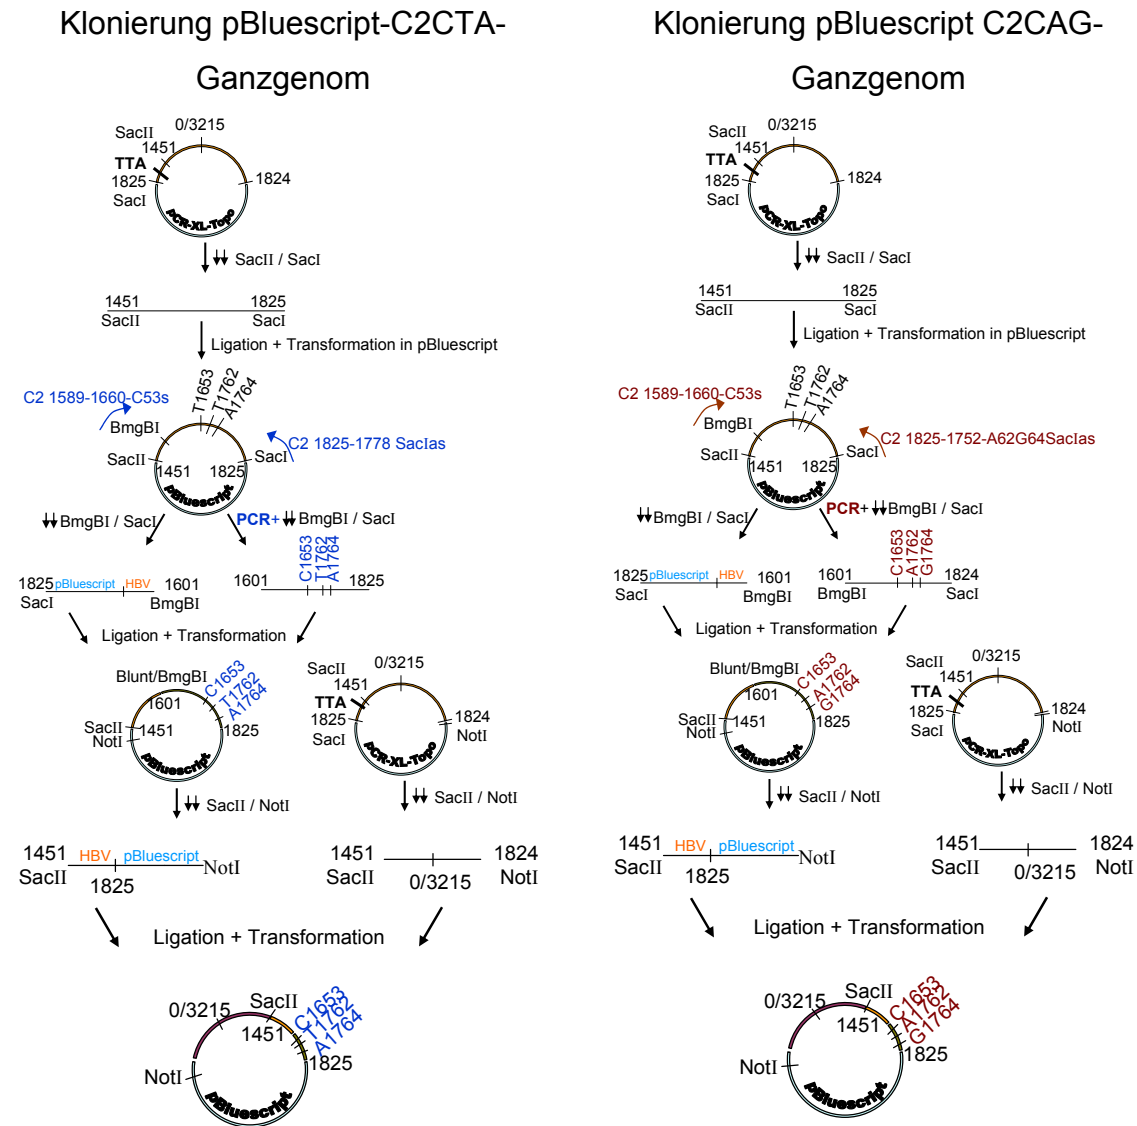 Klonierung pBluescript-C2CTA-
Ganzgenom
SacII
0/3215
1451
TTA
1825
SacI
1824
pCR-XL-Topo
SacII / SacI
1451
1825
SacII
SacI
Ligation + Transformation in pBluescript
T1653
T1762
A1764
C2 1589-1660-C53s
BmgBI
C2 1825-1778 SacIas
SacII
SacI
1451
1825
pBluescript
BmgBI / SacI
PCR+ BmgBI / SacI
1825
pBluescript
HBV
1601
SacI
BmgBI
1601
C1653
T1762
A1764
1825
Ligation + Transformation
Blunt/BmgBI
C1653
T1762
A1764
1601
SacII
NotI
1451
1825
pBluescript
SacII
0/3215
1451
TTA
1825
SacI
1824
NotI
pCR-XL-Topo
SacII / NotI
SacII / NotI
1451
HBV
pBluescript
NotI
SacII
1825
1451
1824
SacII
0/3215
NotI
Ligation + Transformation
0/3215
SacII
1451
C1653
T1762
A1764
1825
NotI
pBluescript
Klonierung pBluescript C2CAG-
Ganzgenom
SacII
0/3215
1451
TTA
1825
SacI
1824
pCR-XL-Topo
SacII / SacI
1451
1825
SacII
SacI
Ligation + Transformation in pBluescript
T1653
T1762
A1764
C2 1589-1660-C53s
BmgBI
C2 1825-1752-A62G64SacIas
SacII
SacI
1451
1825
pBluescript
BmgBI / SacI
PCR+ BmgBI / SacI
1825
pBluescript
HBV
1601
SacI
BmgBI
1601
C1653
A1762
G1764
1824
BmgBI
SacI
Ligation + Transformation
Blunt/BmgBI
C1653
A1762
G1764
1601
SacII
NotI
1451
1825
pBluescript
SacII
0/3215
1451
TTA
1825
SacI
1824
NotI
pCR-XL-Topo
SacII / NotI
SacII / NotI
1451
HBV
pBluescript
NotI
SacII
1825
1451
1824
SacII
0/3215
NotI
Ligation + Transformation
0/3215
SacII
1451
C1653
A1762
G1764
1825
NotI
pBluescript